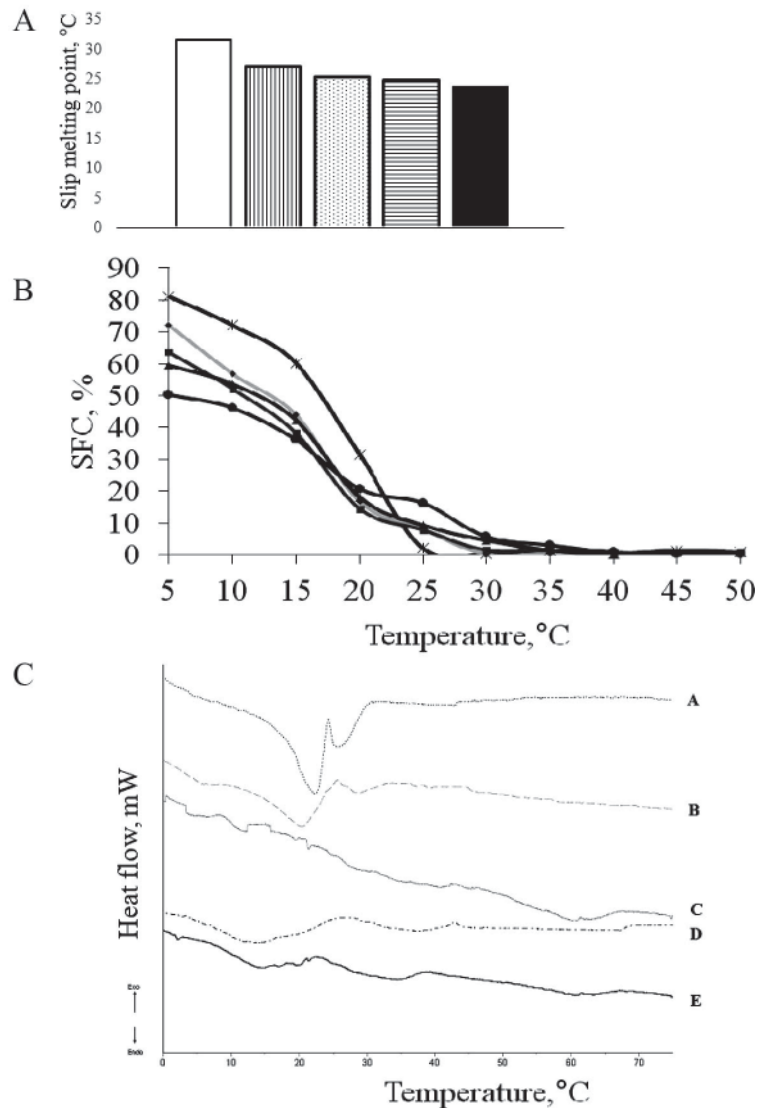 A
Slip melting point, °C
35
30
25
20
15
10
5
0
B
SFC, %
90
80
70
60
50
40
30
20
10
0
5 10 15 20 25 30 35 40 45 50
Temperature,°C
C
Heat flow, mW
A
B
C
D
E
Exo
Endo
0 10 20 30 40 50 60 70
Temperature,°C